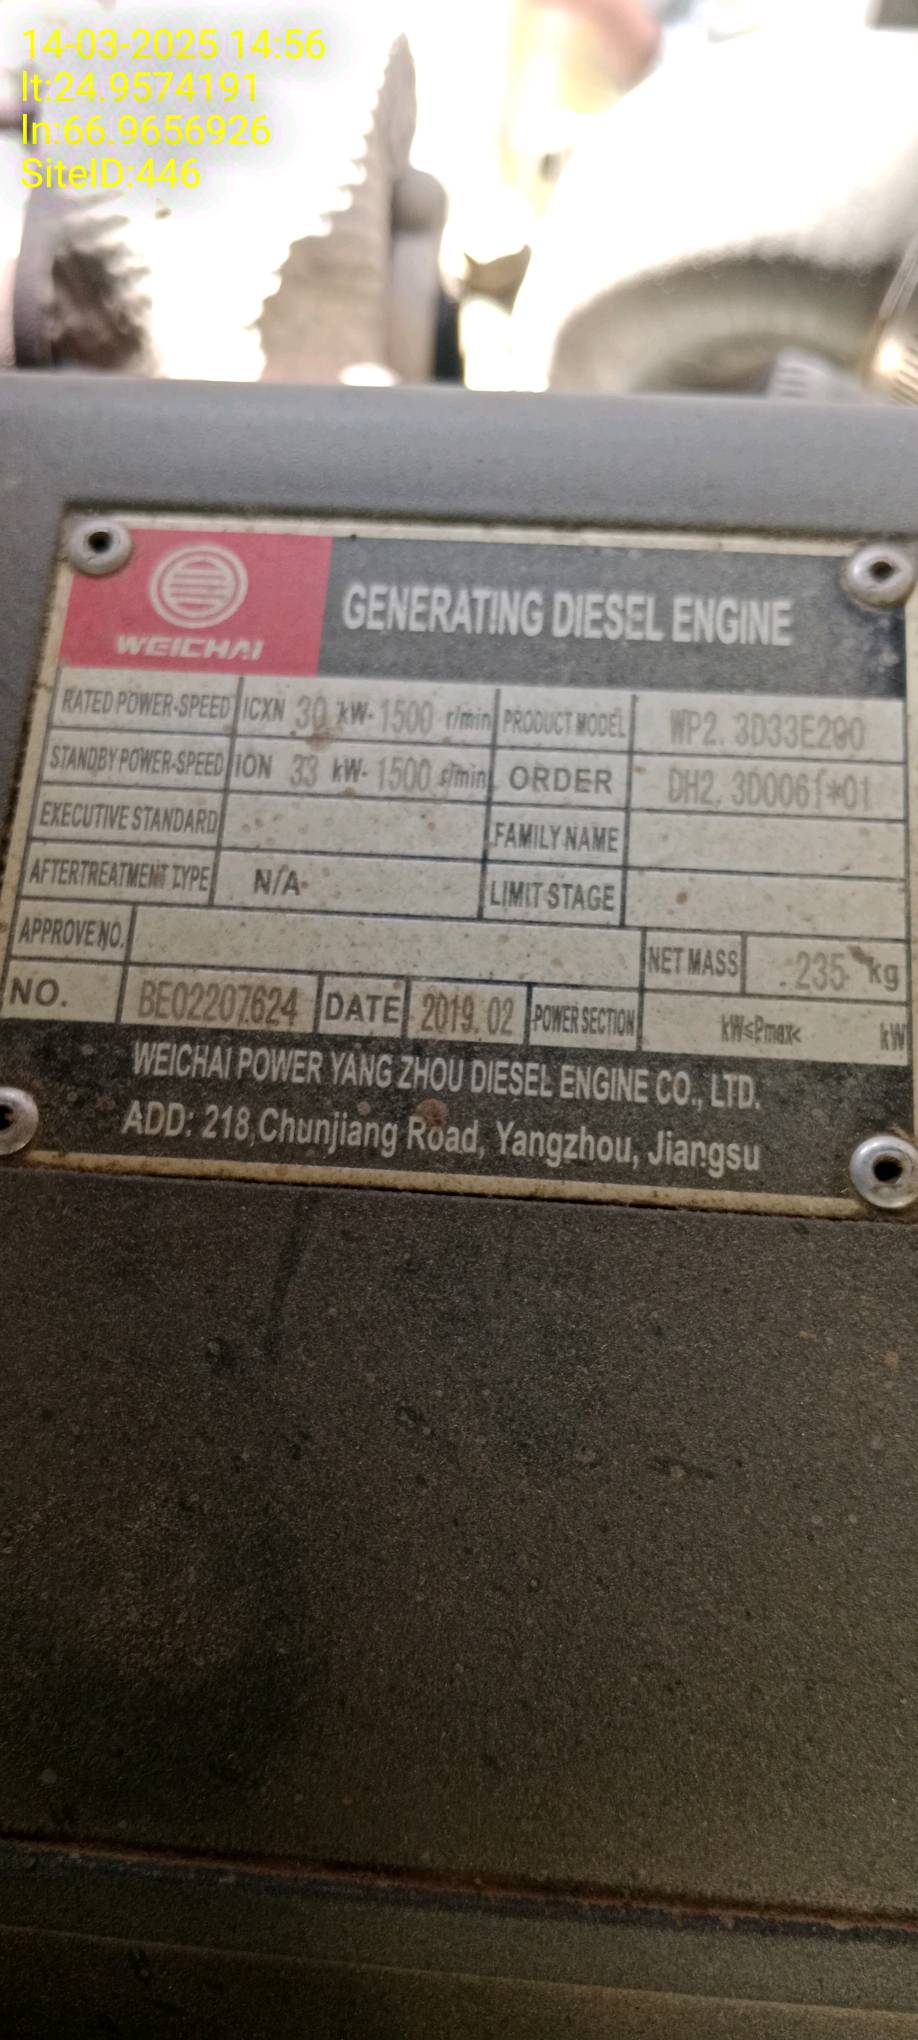 14-03-2025 14:56
lt:24.9574191
ln:66.9656926
SiteID:446
WEICHAI
GENERATING DIESEL ENGINE
RATED POWER-SPEED ICXN 30 kW- 1500 r/min PRODUCT MODEL WP2.3D33E200
STANDBY POWER-SPEED ION 33 kW- 1500 r/min ORDER
EXECUTIVE STANDARD FAMILY NAME
AFTERTREATMENT TYPE N/A LIMIT STAGE
APPROVE NO. NET MASS 235 kg
NO. BE02207624 DATE 2019.02 POWER SECTION kW≤Pmax< kW
WEICHAI POWER YANG ZHOU DIESEL ENGINE CO., LTD.
ADD: 218,Chunjiang Road, Yangzhou, Jiangsu